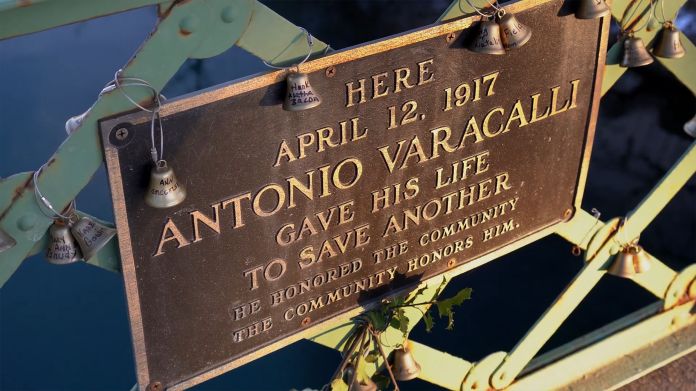 HERE
APRIL 12, 1917
ANTONIO VARACALLI
GAVE HIS LIFE
TO SAVE ANOTHER
HE HONORED THE COMMUNITY
THE COMMUNITY HONORS HIM.